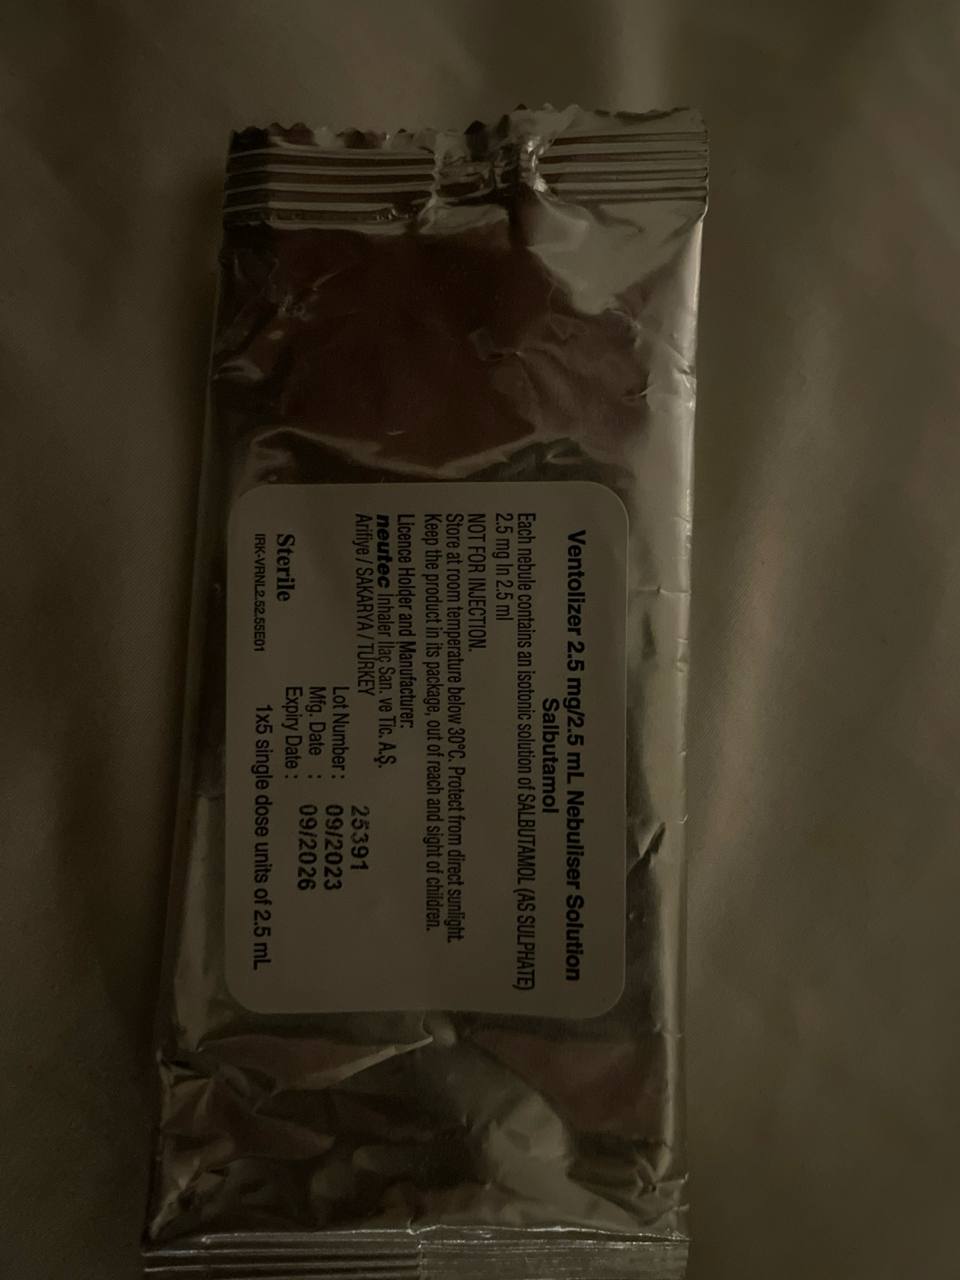 Ventolizer 2.5 mg/2.5 mL Nebuliser Solution
Salbutamol
Each nebule contains an isotonic solution of SALBUTAMOL (AS SULPHATE)
2.5 mg In 2.5 ml
NOT FOR INJECTION.
Store at room temperature below 30°C. Protect from direct sunlight.
Keep the product in its package, out of reach and sight of children.
Licence Holder and Manufacturer:
neutec Inhaler İlaç San. ve Tic. A.Ş.
Arifiye / SAKARYA / TURKEY
Lot Number : 25391
Mfg. Date : 09/2023
Expiry Date : 09/2026
Sterile
IRK-VRNL2.52.55E01
1x5 single dose units of 2.5 mL